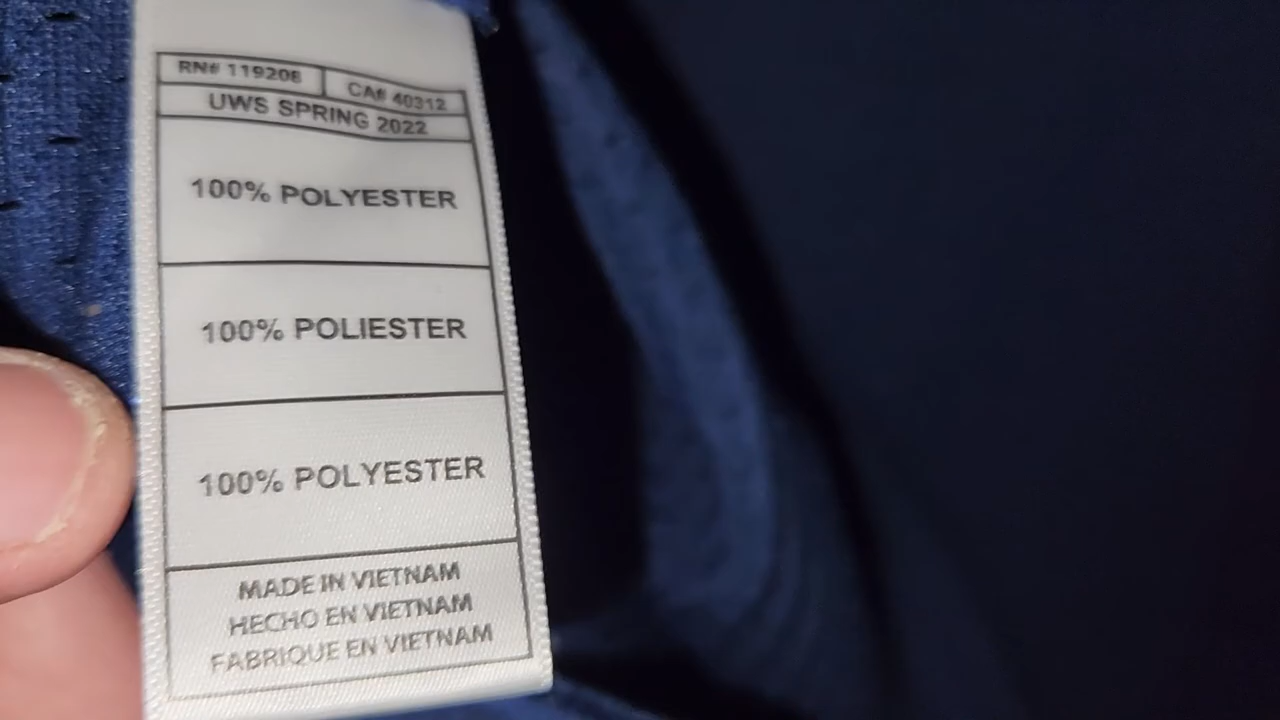 RN# 119208
CA# 40312
UWS SPRING 2022
100% POLYESTER
100% POLIESTER
100% POLYESTER
MADE IN VIETNAM
HECHO EN VIETNAM
FABRIQUE EN VIETNAM